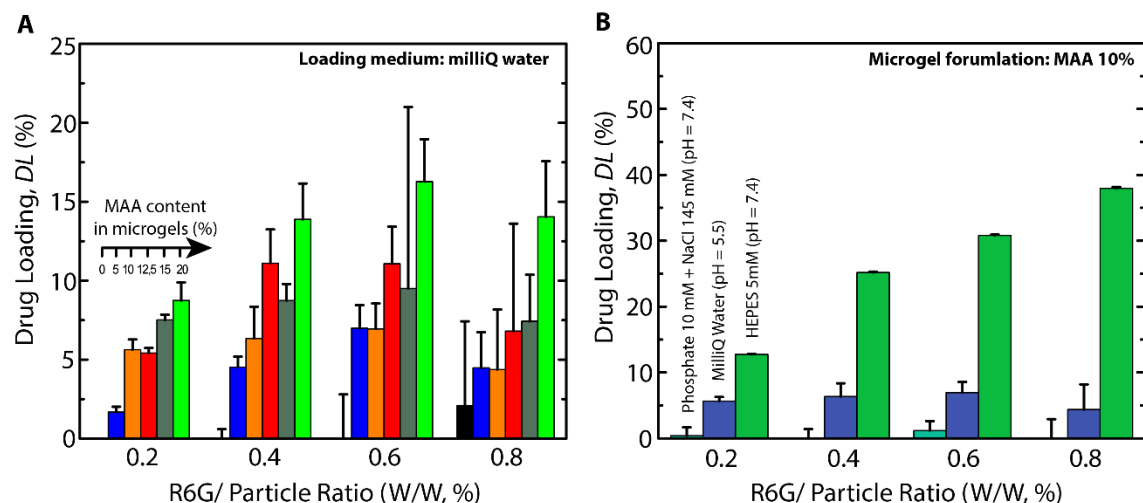 A
Loading medium: milliQ water
25
20
15
10
5
0
Drug Loading, DL (%)
MAA content
in microgels (%)
0 5 10 12,5 15 20
0.2 0.4 0.6 0.8
R6G/ Particle Ratio (W/W, %)
B
Microgel forumlation: MAA 10%
60
50
40
30
20
10
0
Drug Loading, DL (%)
Phosphate 10 mM + NaCl 145 mM (pH = 7.4)
MilliQ Water (pH = 5.5)
HEPES 5mM (pH = 7.4)
0.2 0.4 0.6 0.8
R6G/ Particle Ratio (W/W, %)